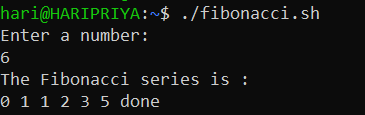 hari@HARIPRIYA:~$ ./fibonacci.sh
Enter a number:
6
The Fibonacci series is :
0 1 1 2 3 5 done